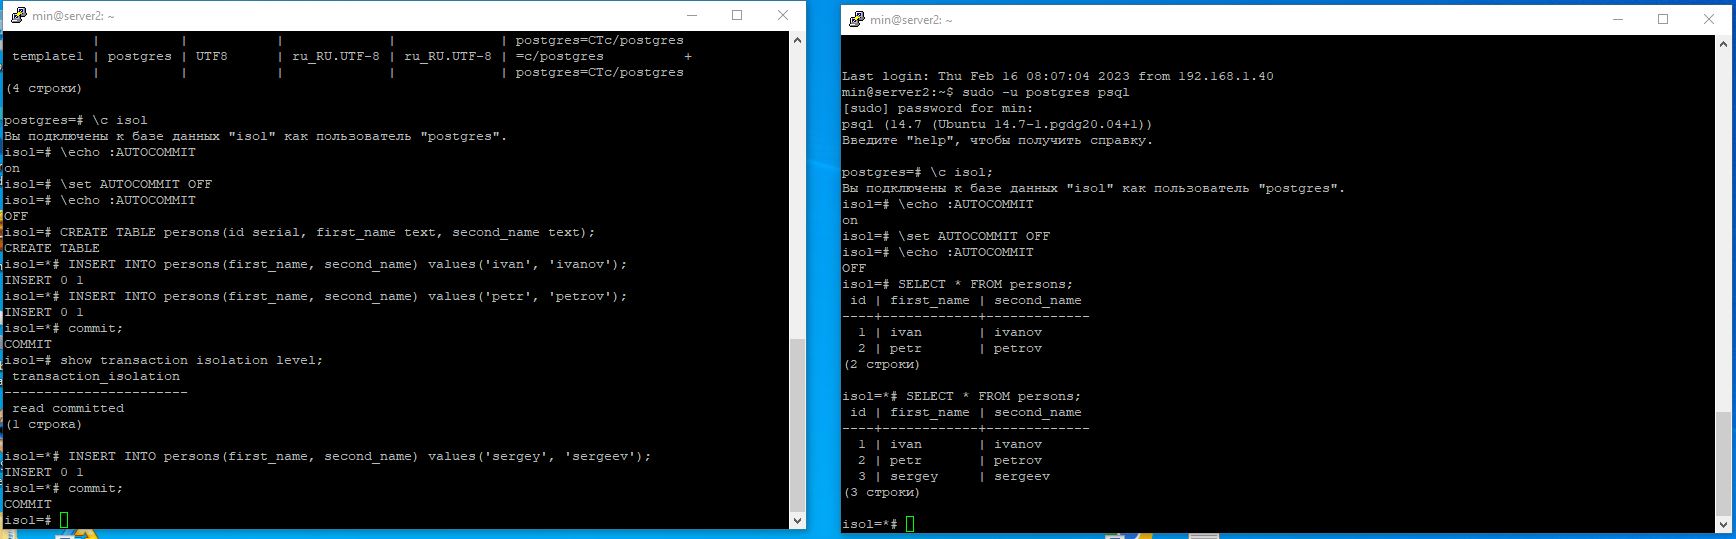 min@server2: ~
| | | | | postgres=CTc/postgres
template1 | postgres | UTF8 | ru_RU.UTF-8 | ru_RU.UTF-8 | =c/postgres +
| | | | | postgres=CTc/postgres
(4 строки)
postgres=# \c isol
Вы подключены к базе данных "isol" как пользователь "postgres".
isol=# \echo :AUTOCOMMIT
on
isol=# \set AUTOCOMMIT OFF
isol=# \echo :AUTOCOMMIT
OFF
isol=# CREATE TABLE persons(id serial, first_name text, second_name text);
CREATE TABLE
isol=*# INSERT INTO persons(first_name, second_name) values('ivan', 'ivanov');
INSERT 0 1
isol=*# INSERT INTO persons(first_name, second_name) values('petr', 'petrov');
INSERT 0 1
isol=*# commit;
COMMIT
isol=# show transaction isolation level;
transaction_isolation
-----------------------
read committed
(1 строка)
isol=*# INSERT INTO persons(first_name, second_name) values('sergey', 'sergeev');
INSERT 0 1
isol=*# commit;
COMMIT
isol=#
min@server2: ~
Last login: Thu Feb 16 08:07:04 2023 from 192.168.1.40
min@server2:~$ sudo -u postgres psql
[sudo] password for min:
psql (14.7 (Ubuntu 14.7-1.pgdg20.04+1))
Введите "help", чтобы получить справку.
postgres=# \c isol;
Вы подключены к базе данных "isol" как пользователь "postgres".
isol=# \echo :AUTOCOMMIT
on
isol=# \set AUTOCOMMIT OFF
isol=# \echo :AUTOCOMMIT
OFF
isol=# SELECT * FROM persons;
id | first_name | second_name
----+------------+-------------
1 | ivan | ivanov
2 | petr | petrov
(2 строки)
isol=*# SELECT * FROM persons;
id | first_name | second_name
----+------------+-------------
1 | ivan | ivanov
2 | petr | petrov
3 | sergey | sergeev
(3 строки)
isol=*#